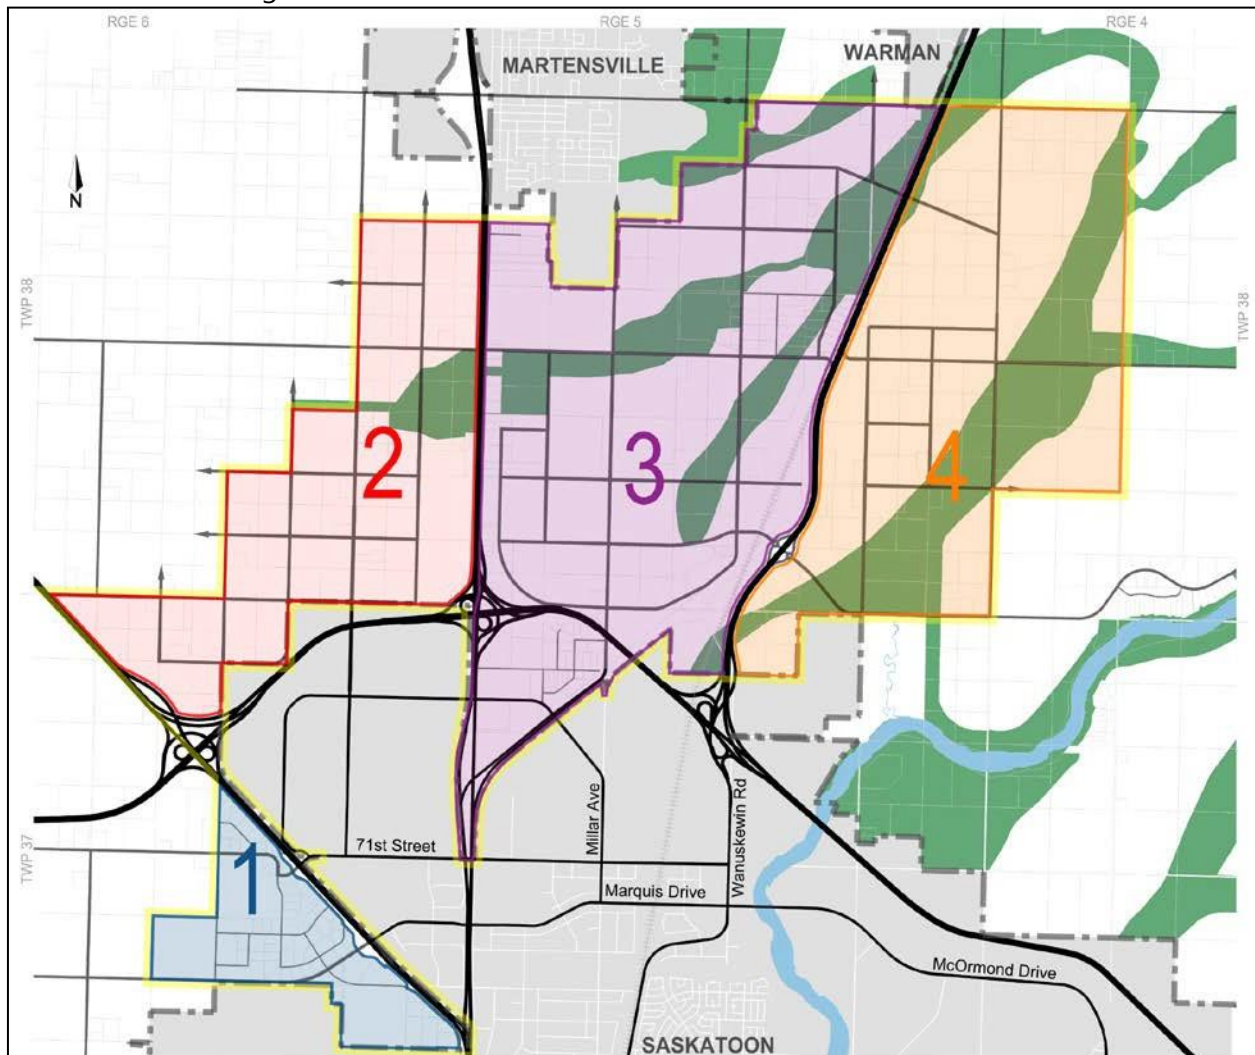 RGE 6
RGE 5
RGE 4
MARTENSVILLE
WARMAN
N
TWP 38
TWP 38
2
3
4
1
TWP 37
71st Street
Millar Ave
Wanuskewin Rd
Marquis Drive
McOrmond Drive
SASKATOON